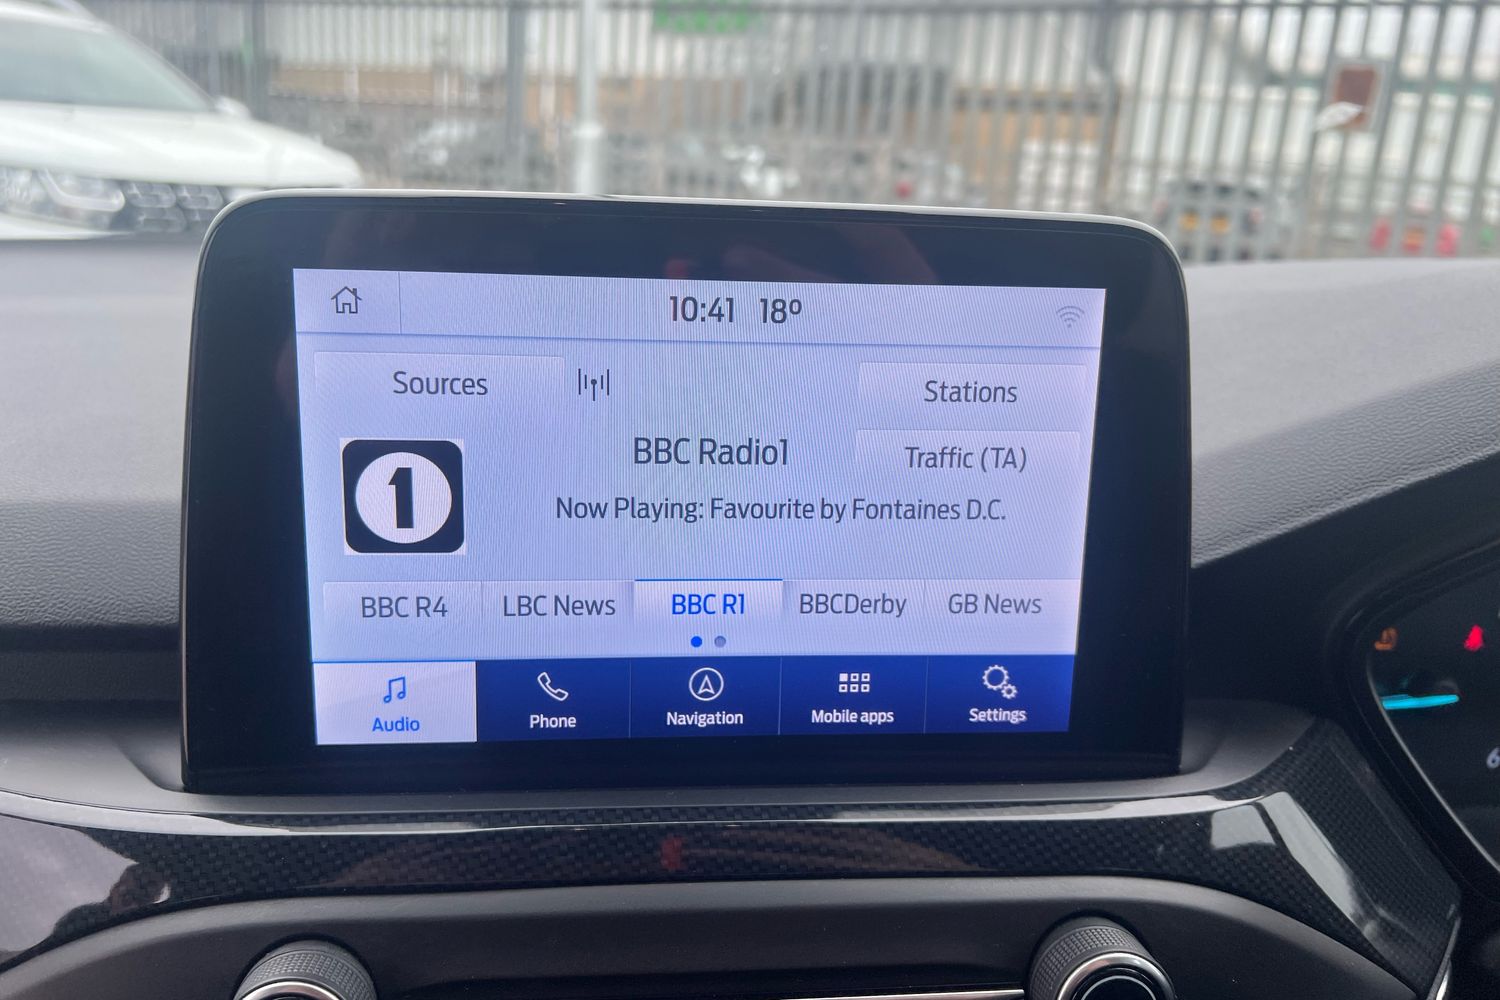 10:41 18º
Sources
Stations
1
BBC Radio1
Traffic (TA)
Now Playing: Favourite by Fontaines D.C.
BBC R4 LBC News BBC R1 BBCDerby GB News
Audio Phone Navigation Mobile apps Settings